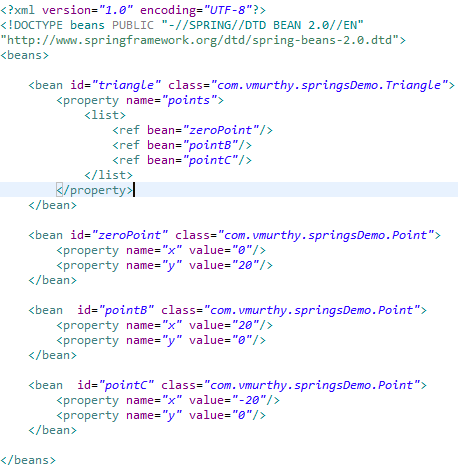 <?xml version="1.0" encoding="UTF-8"?>
<!DOCTYPE beans PUBLIC "-//SPRING//DTD BEAN 2.0//EN"
"http://www.springframework.org/dtd/spring-beans-2.0.dtd">
<beans>

    <bean id="triangle" class="com.vmurthy.springsDemo.Triangle">
        <property name="points">
            <list>
                <ref bean="zeroPoint"/>
                <ref bean="pointB"/>
                <ref bean="pointC"/>
            </list>
        </property>
    </bean>

    <bean id="zeroPoint" class="com.vmurthy.springsDemo.Point">
        <property name="x" value="0"/>
        <property name="y" value="20"/>
    </bean>

    <bean  id="pointB" class="com.vmurthy.springsDemo.Point">
        <property name="x" value="20"/>
        <property name="y" value="0"/>
    </bean>

    <bean  id="pointC" class="com.vmurthy.springsDemo.Point">
        <property name="x" value="-20"/>
        <property name="y" value="0"/>
    </bean>

</beans>